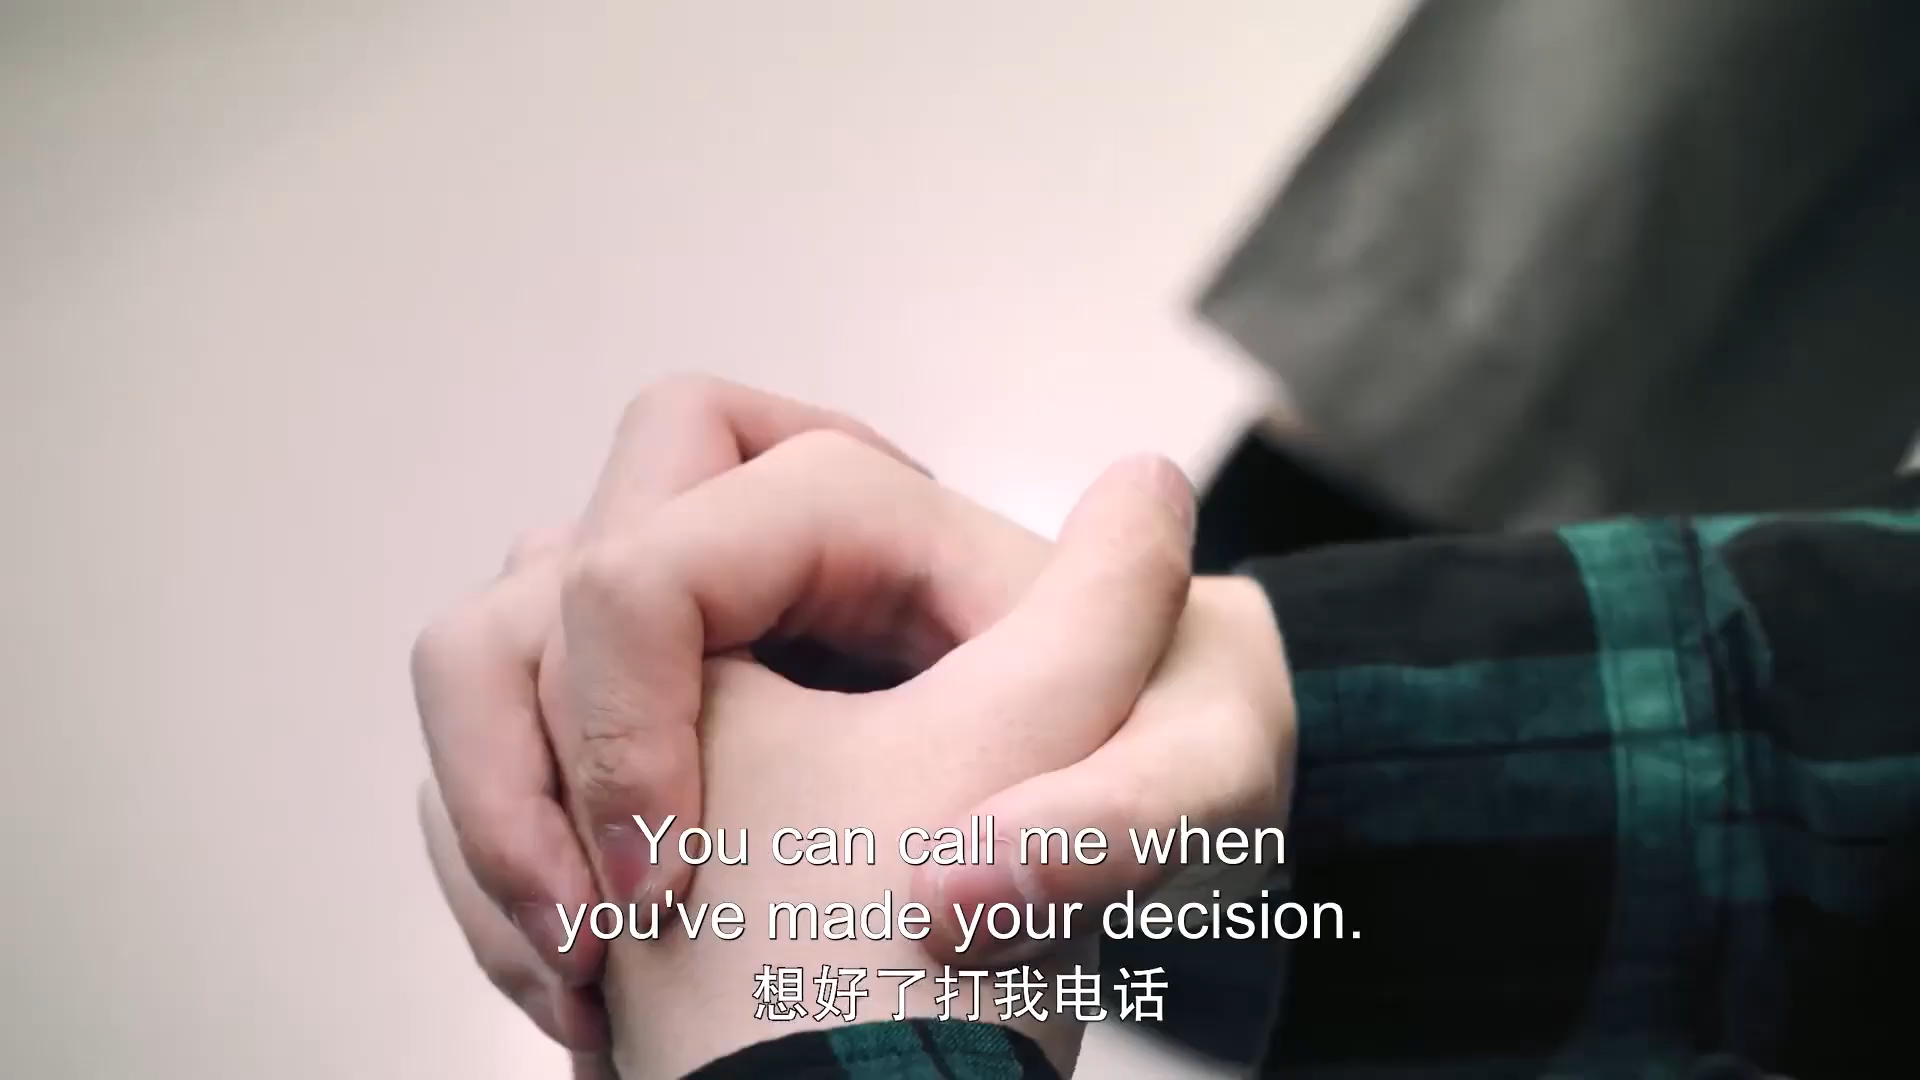 You can call me when
you've made your decision.
想好了打我电话